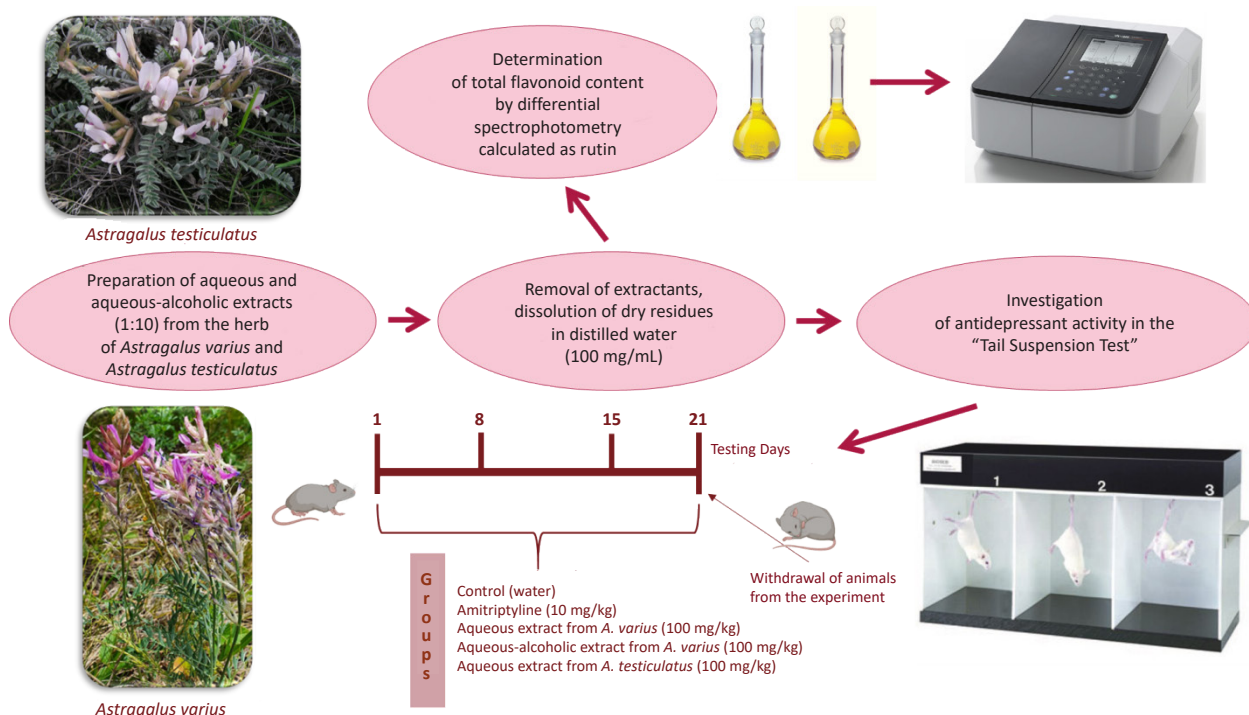 Determination
of total flavonoid content
by differential
spectrophotometry
calculated as rutin
Astragalus testiculatus
Preparation of aqueous and
aqueous-alcoholic extracts
(1:10) from the herb
of Astragalus varius and
Astragalus testiculatus
Removal of extractants,
dissolution of dry residues
in distilled water
(100 mg/mL)
Investigation
of antidepressant activity in the
“Tail Suspension Test”
1
8
15
21
Testing Days
1
2
3
Withdrawal of animals
from the experiment
Groups
Control (water)
Amitriptyline (10 mg/kg)
Aqueous extract from A. varius (100 mg/kg)
Aqueous-alcoholic extract from A. varius (100 mg/kg)
Aqueous extract from A. testiculatus (100 mg/kg)
Astragalus varius